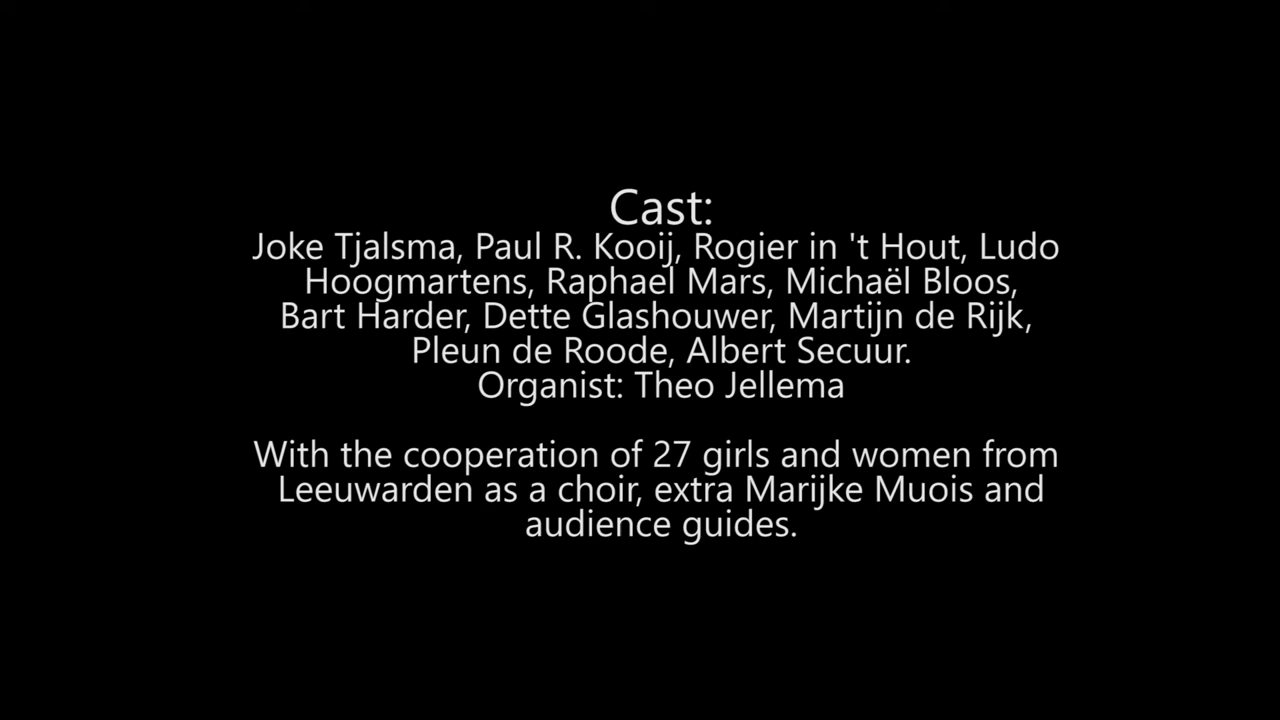 Cast:
Joke Tjalsma, Paul R. Kooij, Rogier in 't Hout, Ludo
Hoogmartens, Raphael Mars, Michaël Bloos,
Bart Harder, Dette Glashouwer, Martijn de Rijk,
Pleun de Roode, Albert Secuur.
Organist: Theo Jellema
With the cooperation of 27 girls and women from
Leeuwarden as a choir, extra Marijke Muois and
audience guides.